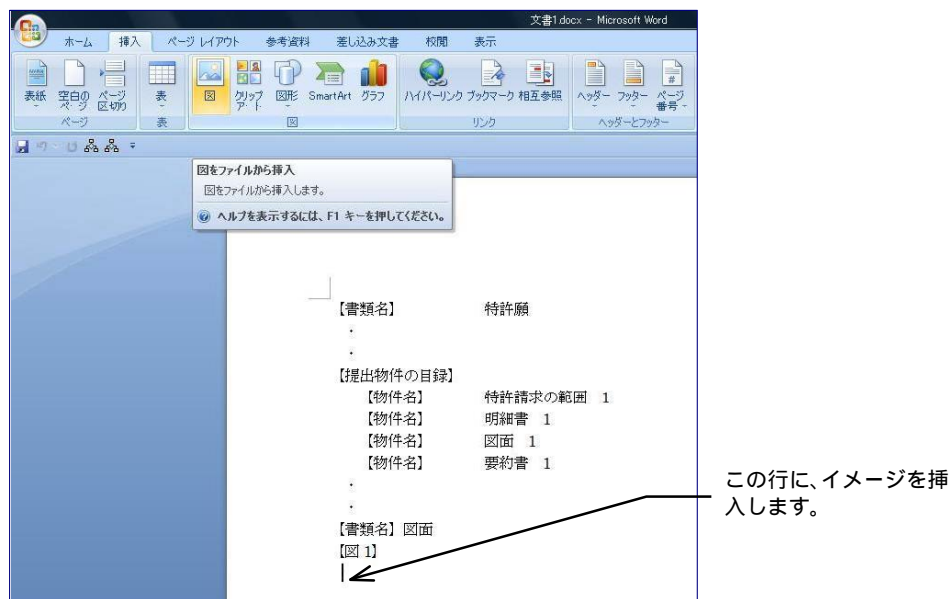 文書1.docx - Microsoft Word
ホーム 挿入 ページ レイアウト 参考資料 差し込み文書 校閲 表示
表紙 空白のページ ページ区切り 表 図 クリップアート 図形 SmartArt グラフ ハイパーリンク ブックマーク 相互参照 ヘッダー フッター ページ番号
ページ 表 図 リンク ヘッダーとフッター
図をファイルから挿入
図をファイルから挿入します。
ヘルプを表示するには、F1 キーを押してください。
【書類名】 特許願
・
・
【提出物件の目録】
【物件名】 特許請求の範囲 1
【物件名】 明細書 1
【物件名】 図面 1
【物件名】 要約書 1
・
・
【書類名】図面
【図 1】
この行に、イメージを挿
入します。